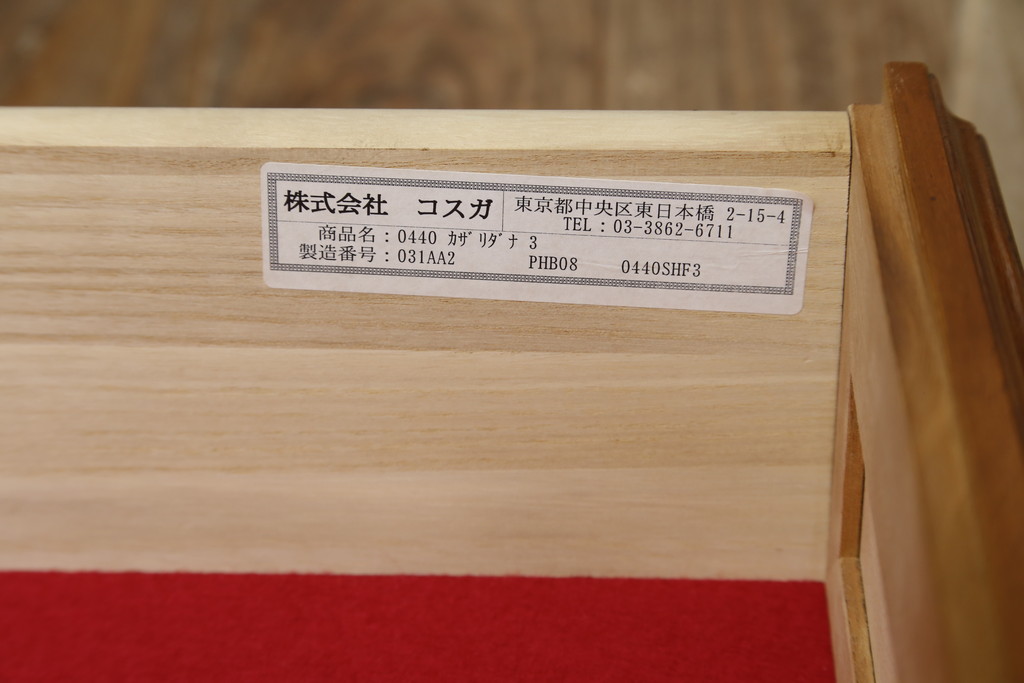 株式会社 コスガ
東京都中央区東日本橋 2-15-4
TEL：03-3862-6711
商品名：0440 ｶｻﾞﾘﾀﾞﾅ 3
製造番号：031AA2 PHB08 0440SHF3